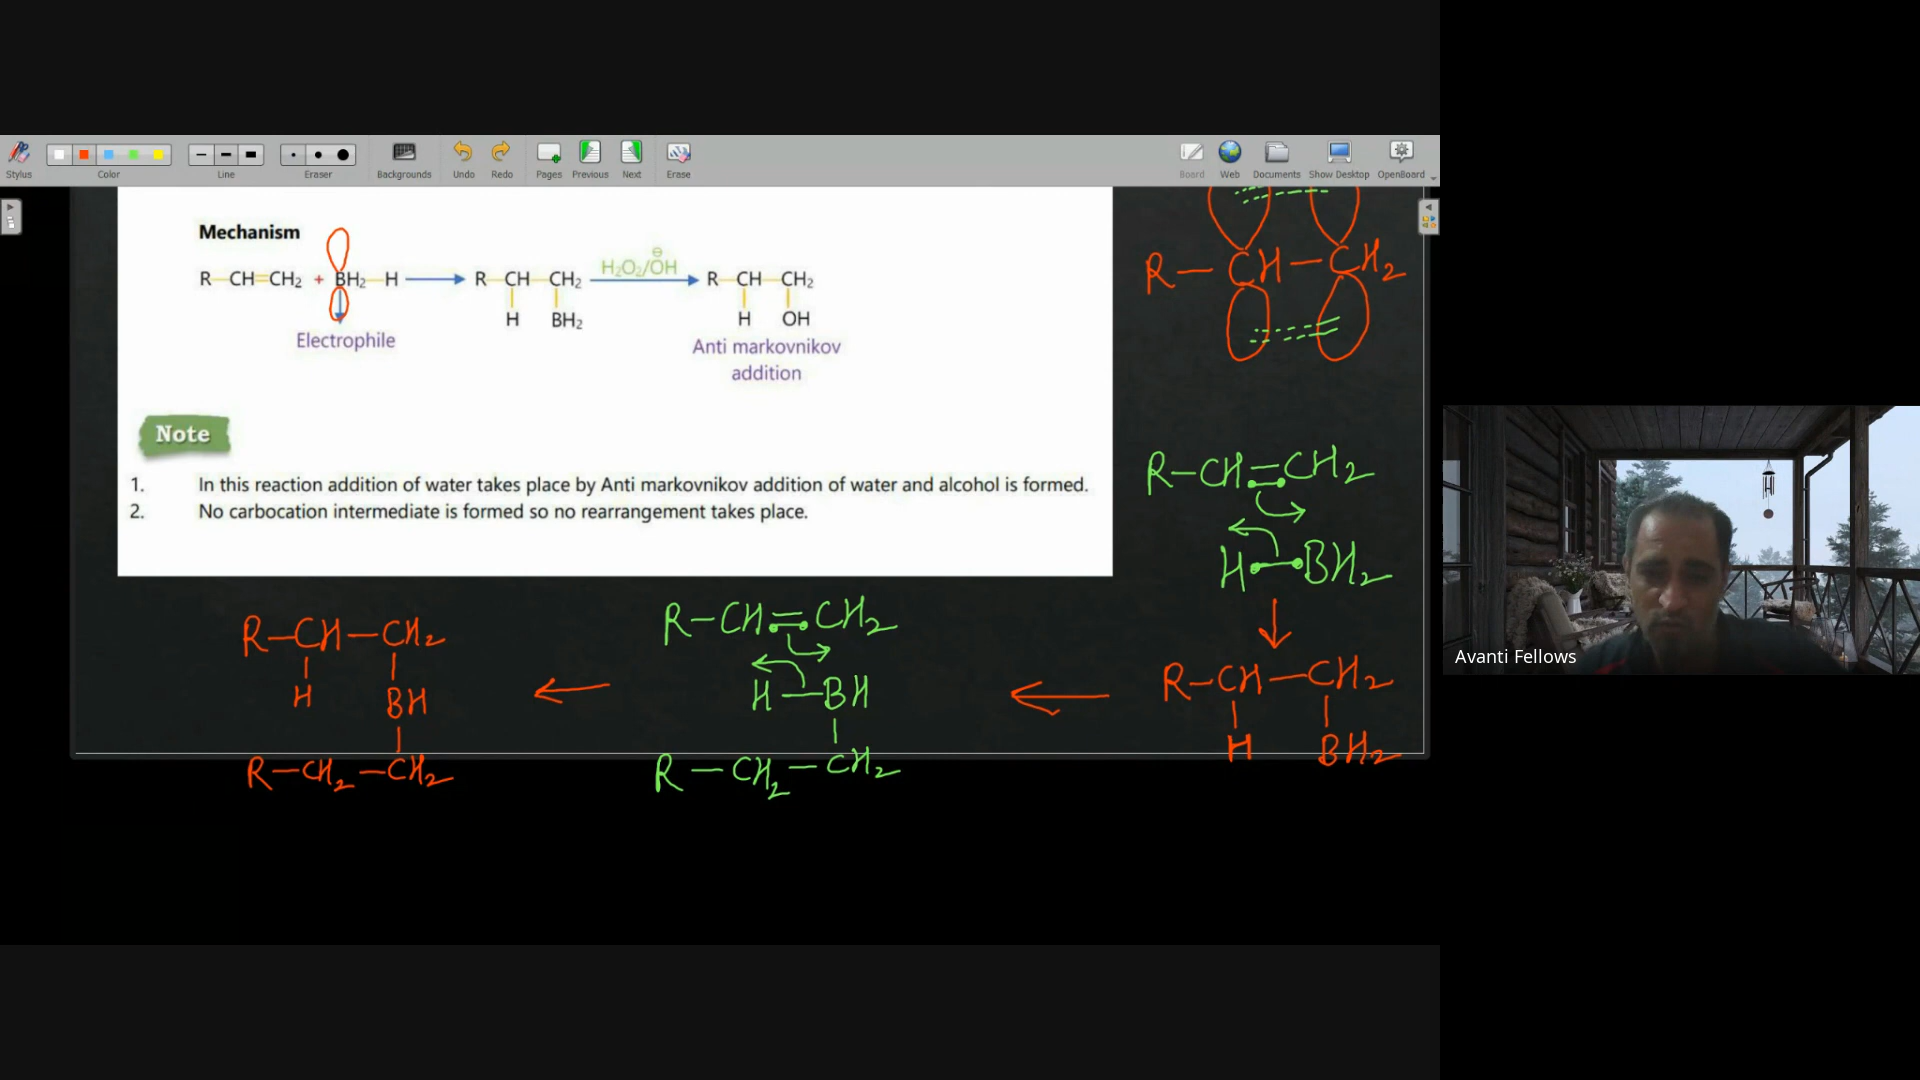 Stylus Color Line Eraser Backgrounds Undo Redo Pages Previous Next Erase Board Web Documents Show Desktop OpenBoard
Mechanism
R CH=CH₂ + BH₂ H → R CH CH₂ H₂O₂/OH⊖ → R CH CH₂
H BH₂ H OH
Electrophile
Anti markovnikov
addition
Note
1. In this reaction addition of water takes place by Anti markovnikov addition of water and alcohol is formed.
2. No carbocation intermediate is formed so no rearrangement takes place.
R—CH—CH₂
R—CH=CH₂
H—BH₂
R—CH—CH₂
H BH₂
R—CH=CH₂
H—BH
R—CH₂—CH₂
R—CH—CH₂
H BH
R—CH₂—CH₂
Avanti Fellows